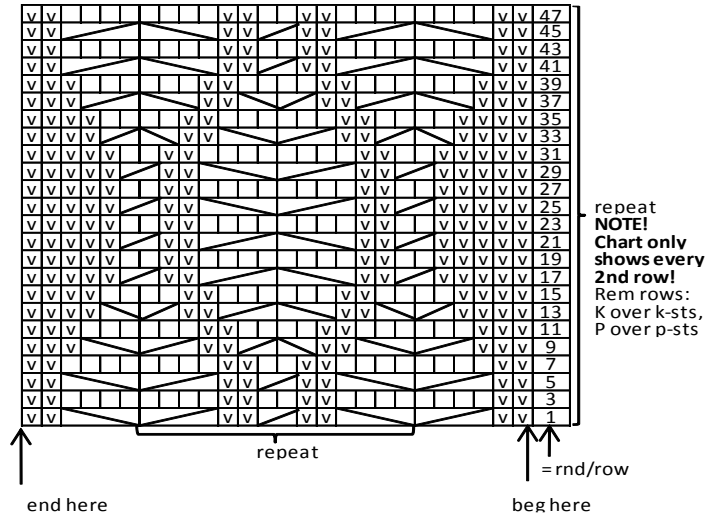 v v v v v v v v 47
v v v v v v v v 45
v v v v v v v v 43
v v v v v v v v 41
v v v v v v v v v v 39
v v v v v v v v v v 37
v v v v v v v v v v v v 35
v v v v v v v v v v v v 33
v v v v v v v v v v v v v v 31
v v v v v v v v v v v v v v 29
v v v v v v v v v v v v v v 27
v v v v v v v v v v v v v v 25
v v v v v v v v v v v v v v 23
v v v v v v v v v v v v v v 21
v v v v v v v v v v v v v v 19
v v v v v v v v v v v v v v 17
v v v v v v v v v v v v 15
v v v v v v v v v v v v 13
v v v v v v v v v v 11
v v v v v v v v v v 9
v v v v v v v v 7
v v v v v v v v 5
v v v v v v v v 3
v v v v v v v v 1
repeat
NOTE!
Chart only
shows every
2nd row!
Rem rows:
K over k-sts,
P over p-sts
repeat
=rnd/row
end here
beg here